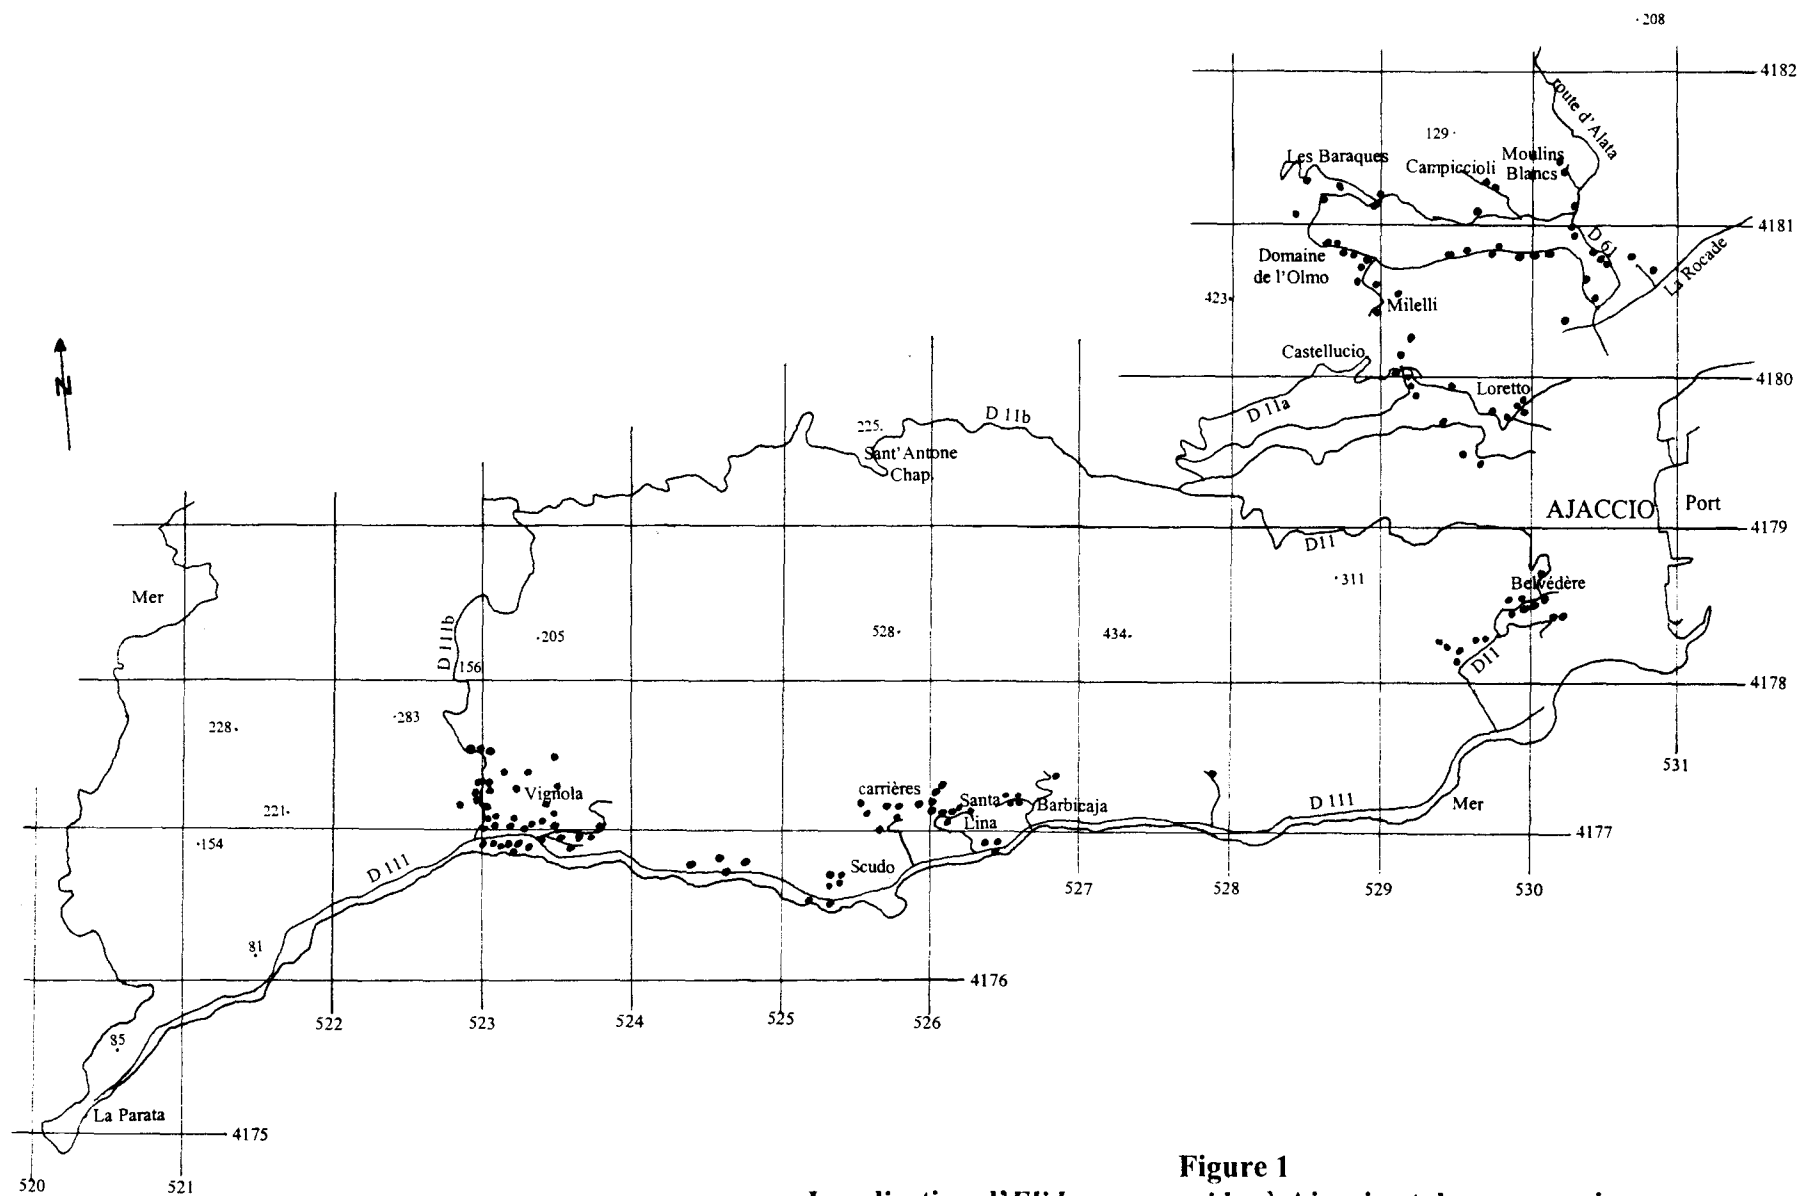 208
4182
route d'Alata
129
Les Baraques
Campiccioli
Moulins
Blancs
4181
D 61
La Rocade
Domaine
de l'Olmo
423
Milelli
N
Castellucio
4180
Loretto
D 11a
D 11b
225
Sant'Antone
Chap.
AJACCIO
Port
4179
D11
311
Belvédère
Mer
D 111b
205
528
434
156
D11
4178
283
228
531
carrières
Vignola
Santa
Lina
Barbicaja
D 111
Mer
221
4177
154
D 111
Scudo
527
528
529
530
81
4176
522
523
524
525
526
85
La Parata
4175
520
521
Figure 1